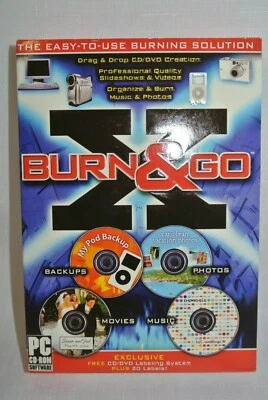 THE EASY-TO-USE BURNING SOLUTION
Drag & Drop CD/DVD Creation
Professional Quality
Slideshows & Videos
Organize & Burn
Music & Photos
X
BURN&GO
My Pod Backup
BACKUPS
PHOTOS
MOVIES
MUSIC
PC
CD-ROM
SOFTWARE
EXCLUSIVE
FREE CD/DVD Labeling System
PLUS 20 Labels!